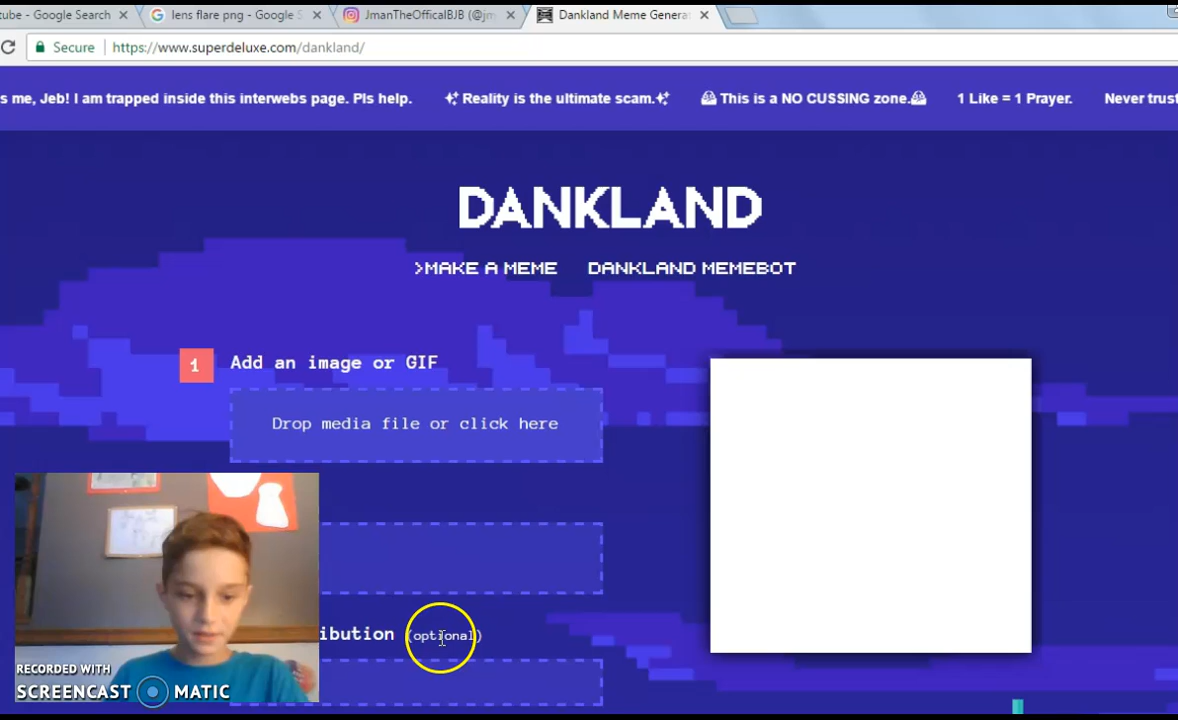 tube - Google Search
lens flare png - Google S
JmanTheOfficalBJB (@jm
Dankland Meme Genera
Secure
https://www.superdeluxe.com/dankland/
s me, Jeb! I am trapped inside this interwebs page. Pls help. ✨Reality is the ultimate scam.✨ This is a NO CUSSING zone. 1 Like = 1 Prayer. Never trust
DANKLAND
>MAKE A MEME DANKLAND MEMEBOT
1 Add an image or GIF
Drop media file or click here
ibution (optional)
RECORDED WITH
SCREENCAST MATIC